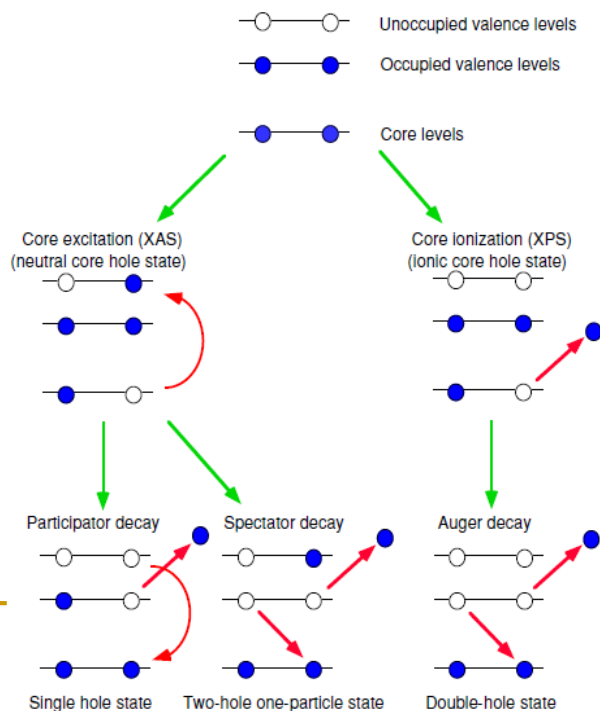 Unoccupied valence levels
Occupied valence levels
Core levels
Core excitation (XAS)
(neutral core hole state)
Core ionization (XPS)
(ionic core hole state)
Participator decay
Spectator decay
Auger decay
Single hole state
Two-hole one-particle state
Double-hole state